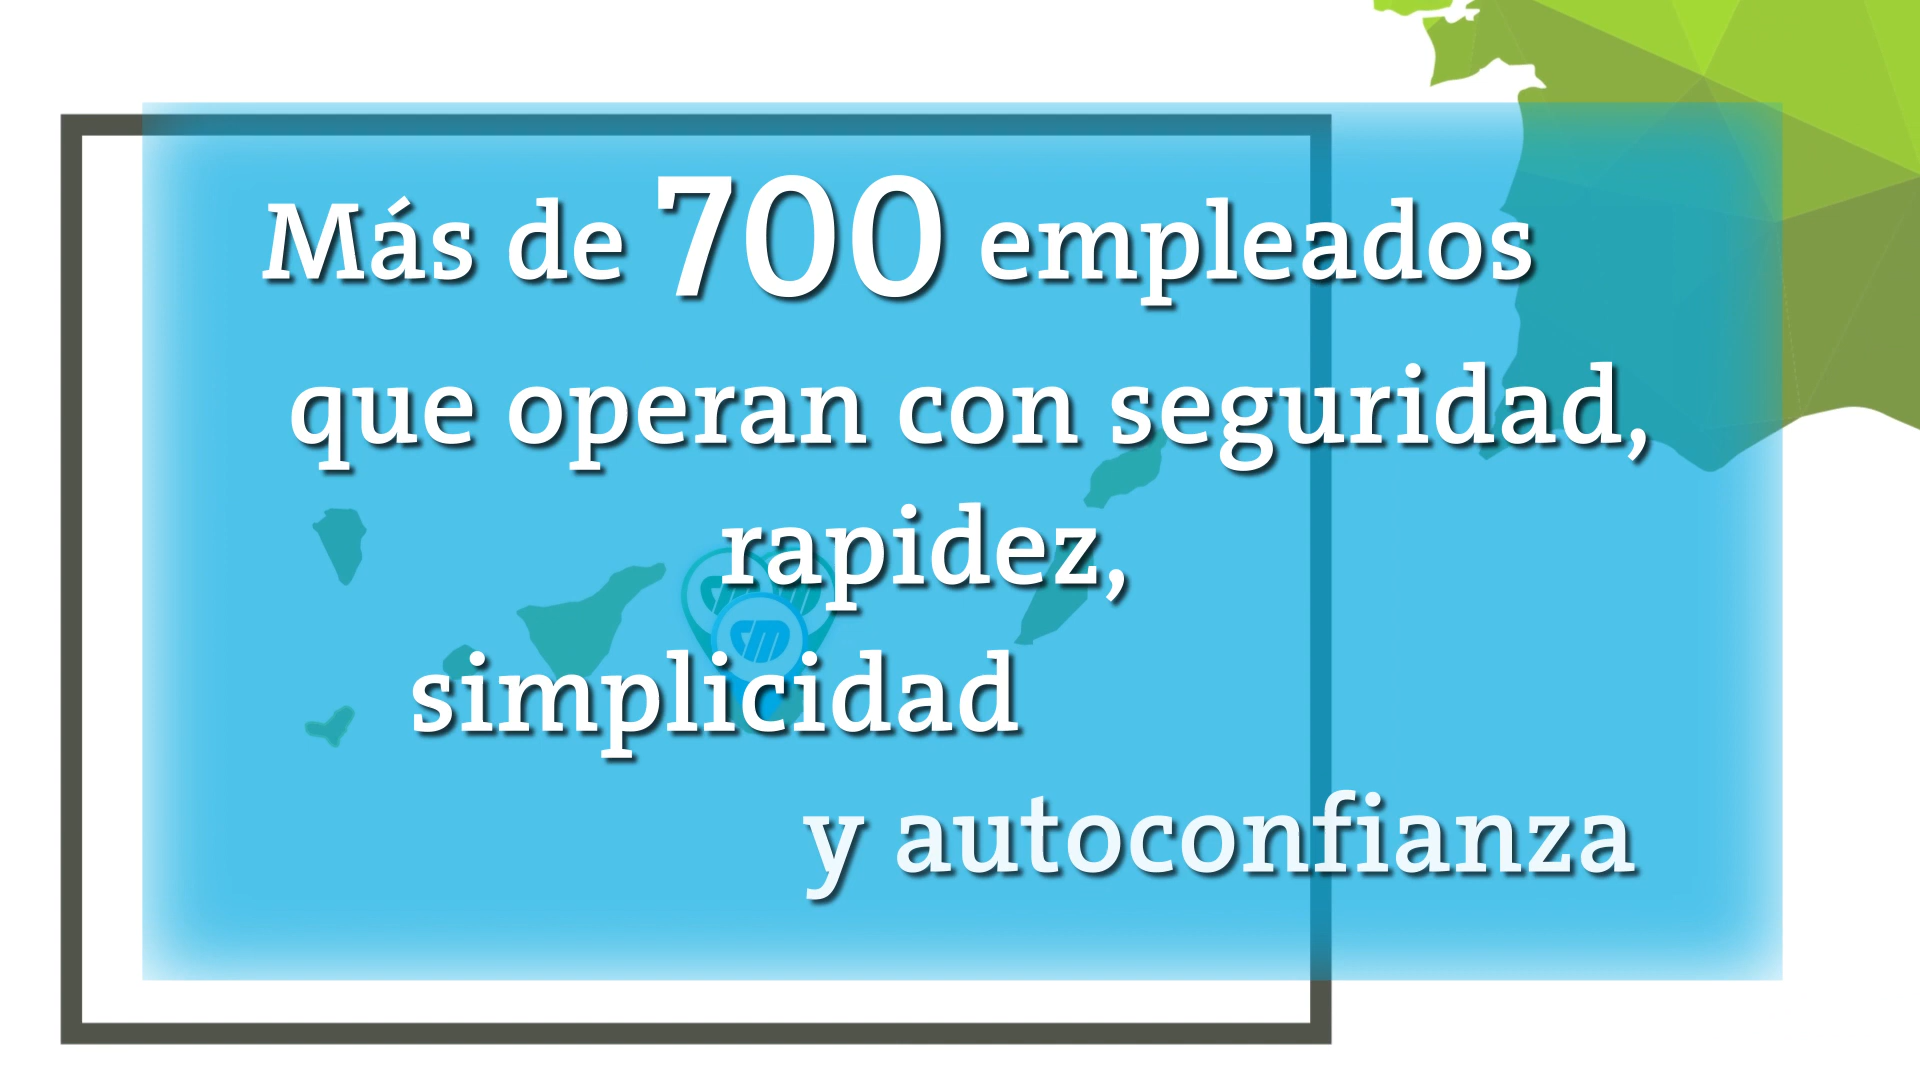 Más de 700 empleados
que operan con seguridad,
rapidez,
simplicidad
y autoconfianza